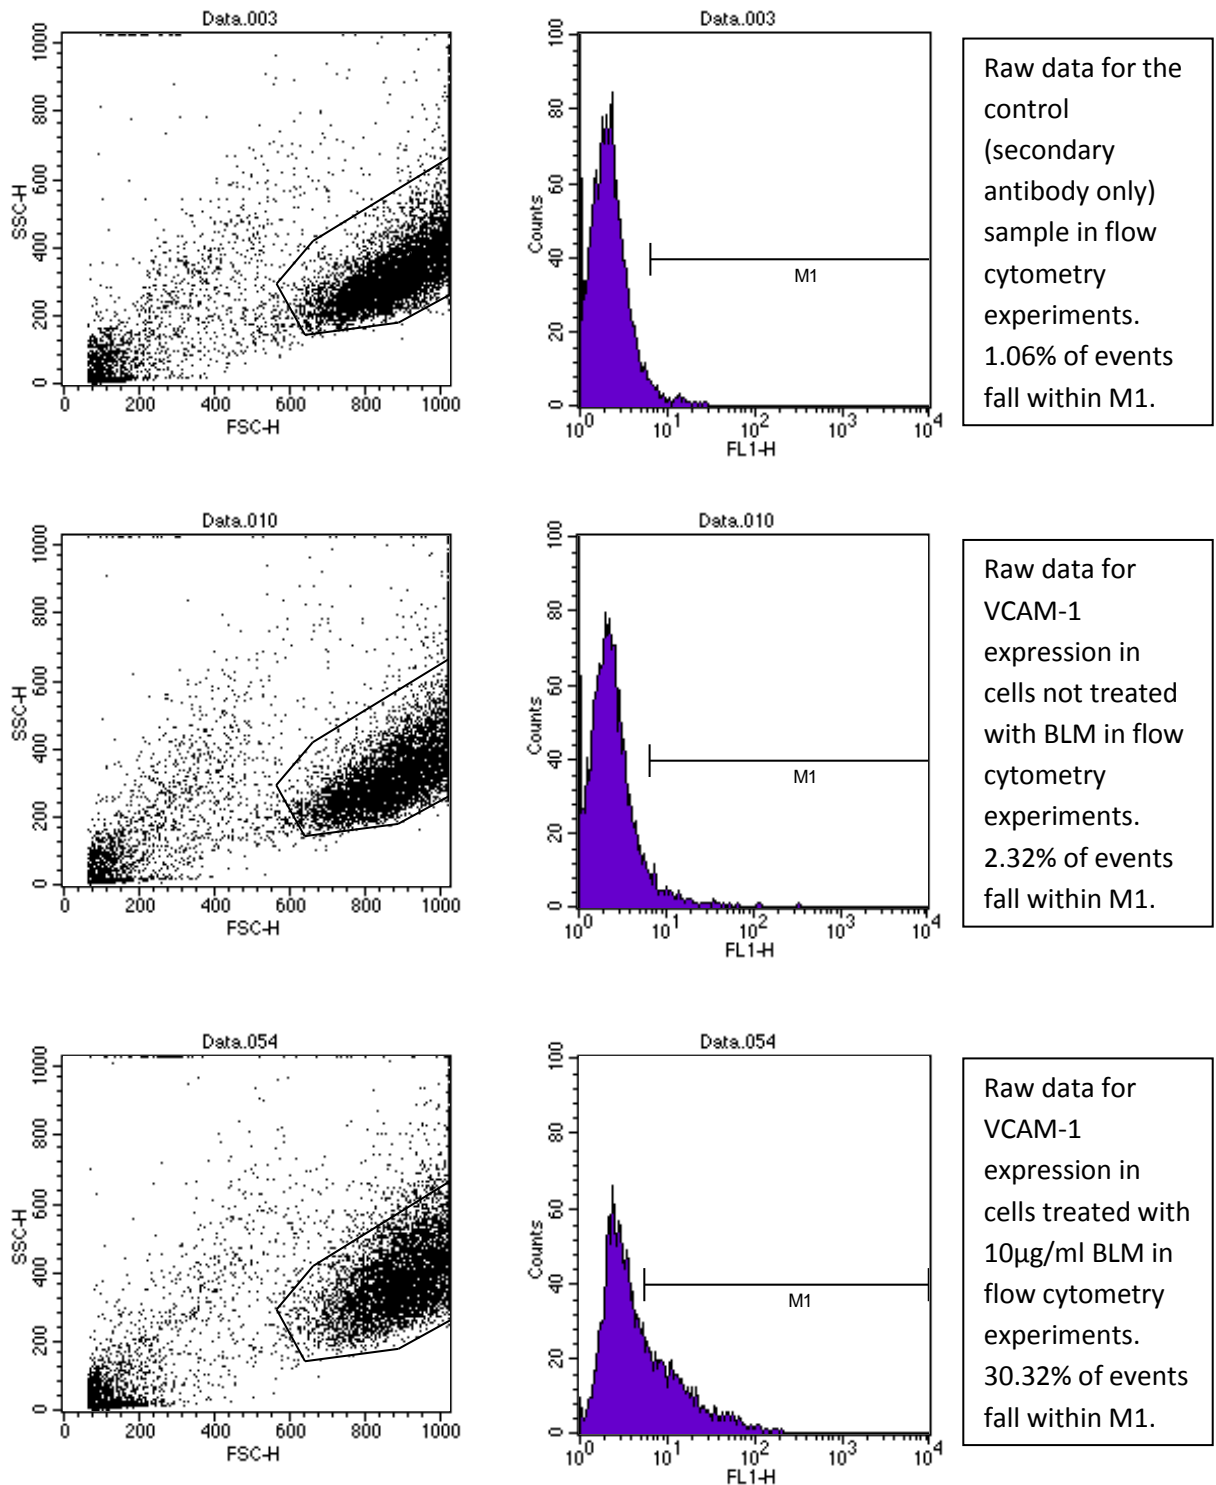 Data.003
1000
800
600
400
200
0
SSC-H
0 200 400 600 800 1000
FSC-H
Data.003
100
80
60
40
20
0
Counts
M1
10^0 10^1 10^2 10^3 10^4
FL1-H
Raw data for the
control
(secondary
antibody only)
sample in flow
cytometry
experiments.
1.06% of events
fall within M1.
Data.010
1000
800
600
400
200
0
SSC-H
0 200 400 600 800 1000
FSC-H
Data.010
100
80
60
40
20
0
Counts
M1
10^0 10^1 10^2 10^3 10^4
FL1-H
Raw data for
VCAM-1
expression in
cells not treated
with BLM in flow
cytometry
experiments.
2.32% of events
fall within M1.
Data.054
1000
800
600
400
200
0
SSC-H
0 200 400 600 800 1000
FSC-H
Data.054
100
80
60
40
20
0
Counts
M1
10^0 10^1 10^2 10^3 10^4
FL1-H
Raw data for
VCAM-1
expression in
cells treated with
10µg/ml BLM in
flow cytometry
experiments.
30.32% of events
fall within M1.